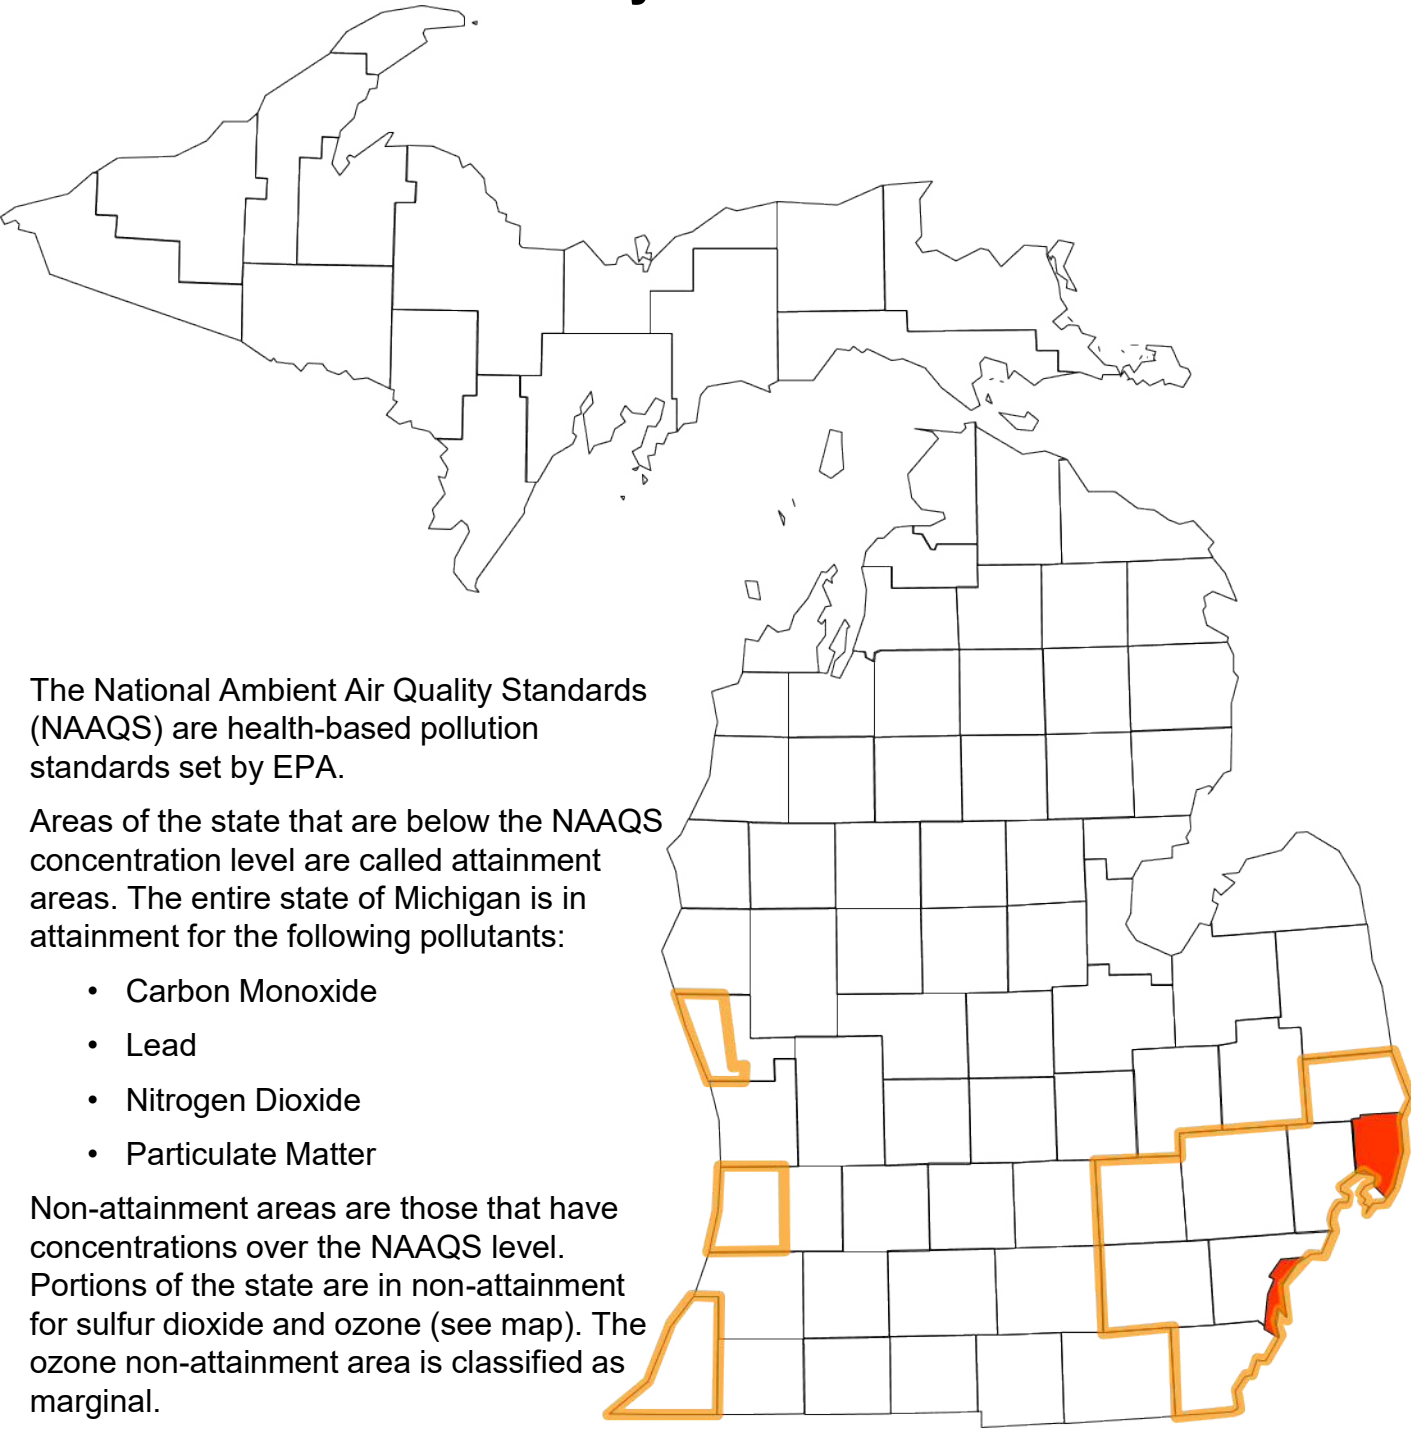 The National Ambient Air Quality Standards
(NAAQS) are health-based pollution
standards set by EPA.
Areas of the state that are below the NAAQS
concentration level are called attainment
areas. The entire state of Michigan is in
attainment for the following pollutants:
• Carbon Monoxide
• Lead
• Nitrogen Dioxide
• Particulate Matter
Non-attainment areas are those that have
concentrations over the NAAQS level.
Portions of the state are in non-attainment
for sulfur dioxide and ozone (see map). The
ozone non-attainment area is classified as
marginal.